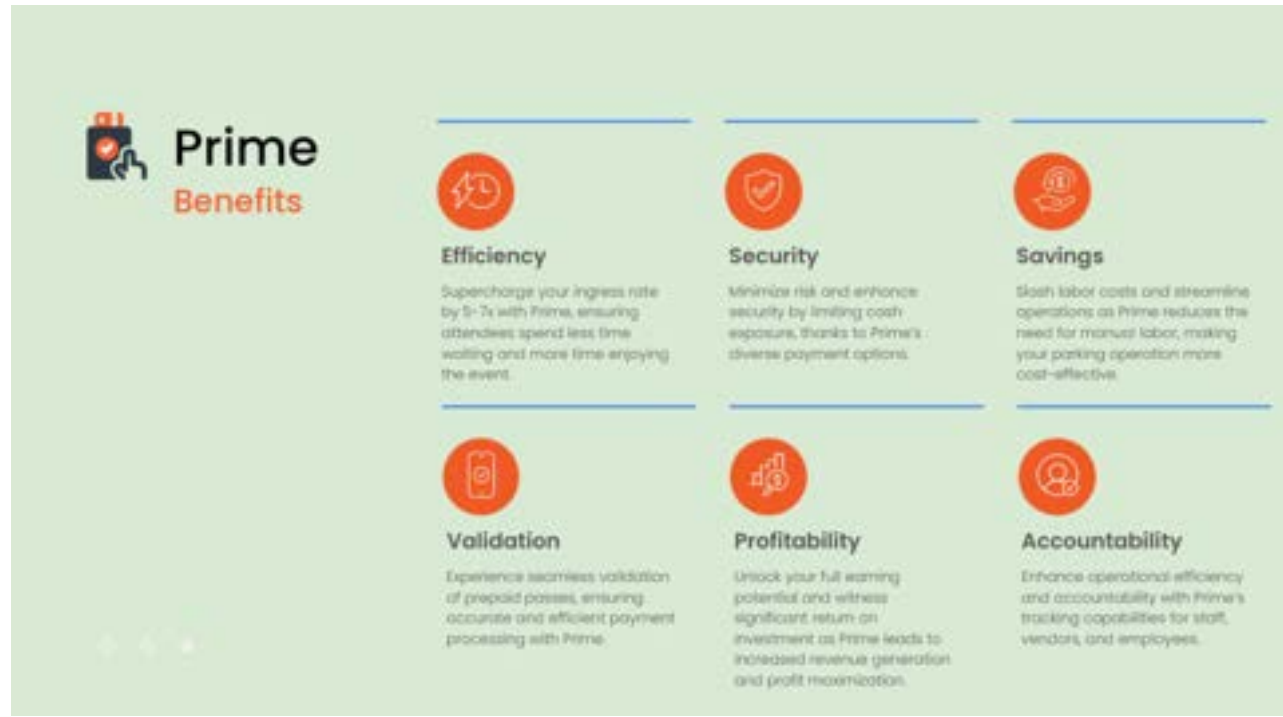 Prime
Benefits
Efficiency
Supercharge your ingress rate
by 5-7x with Prime, ensuring
attendees spend less time
waiting and more time enjoying
the event.
Security
Minimize risk and enhance
security by limiting cash
exposure, thanks to Prime's
diverse payment options.
Savings
Slash labor costs and streamline
operations as Prime reduces the
need for manual labor, making
your parking operation more
cost-effective.
Validation
Experience seamless validation
of prepaid passes, ensuring
accurate and efficient payment
processing with Prime.
Profitability
Unlock your full earning
potential and witness
significant return on
investment as Prime leads to
increased revenue generation
and profit maximization.
Accountability
Enhance operational efficiency
and accountability with Prime's
tracking capabilities for staff,
vendors, and employees.